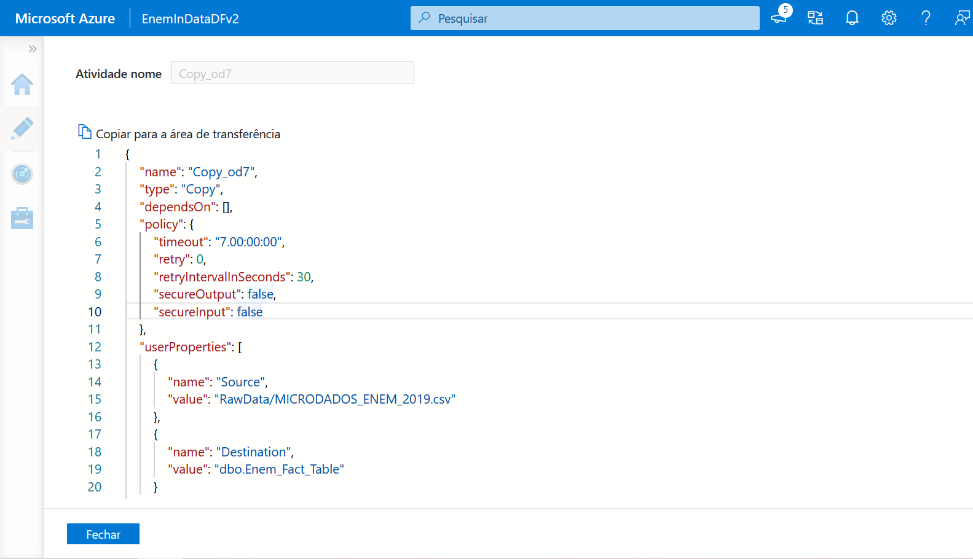 Microsoft Azure
EnemInDataDFv2
Pesquisar
5
Atividade nome
Copy_od7
Copiar para a área de transferência
1 {
2 "name": "Copy_od7",
3 "type": "Copy",
4 "dependsOn": [],
5 "policy": {
6 "timeout": "7.00:00:00",
7 "retry": 0,
8 "retryIntervalInSeconds": 30,
9 "secureOutput": false,
10 "secureInput": false
11 },
12 "userProperties": [
13 {
14 "name": "Source",
15 "value": "RawData/MICRODADOS_ENEM_2019.csv"
16 },
17 {
18 "name": "Destination",
19 "value": "dbo.Enem_Fact_Table"
20 }
Fechar